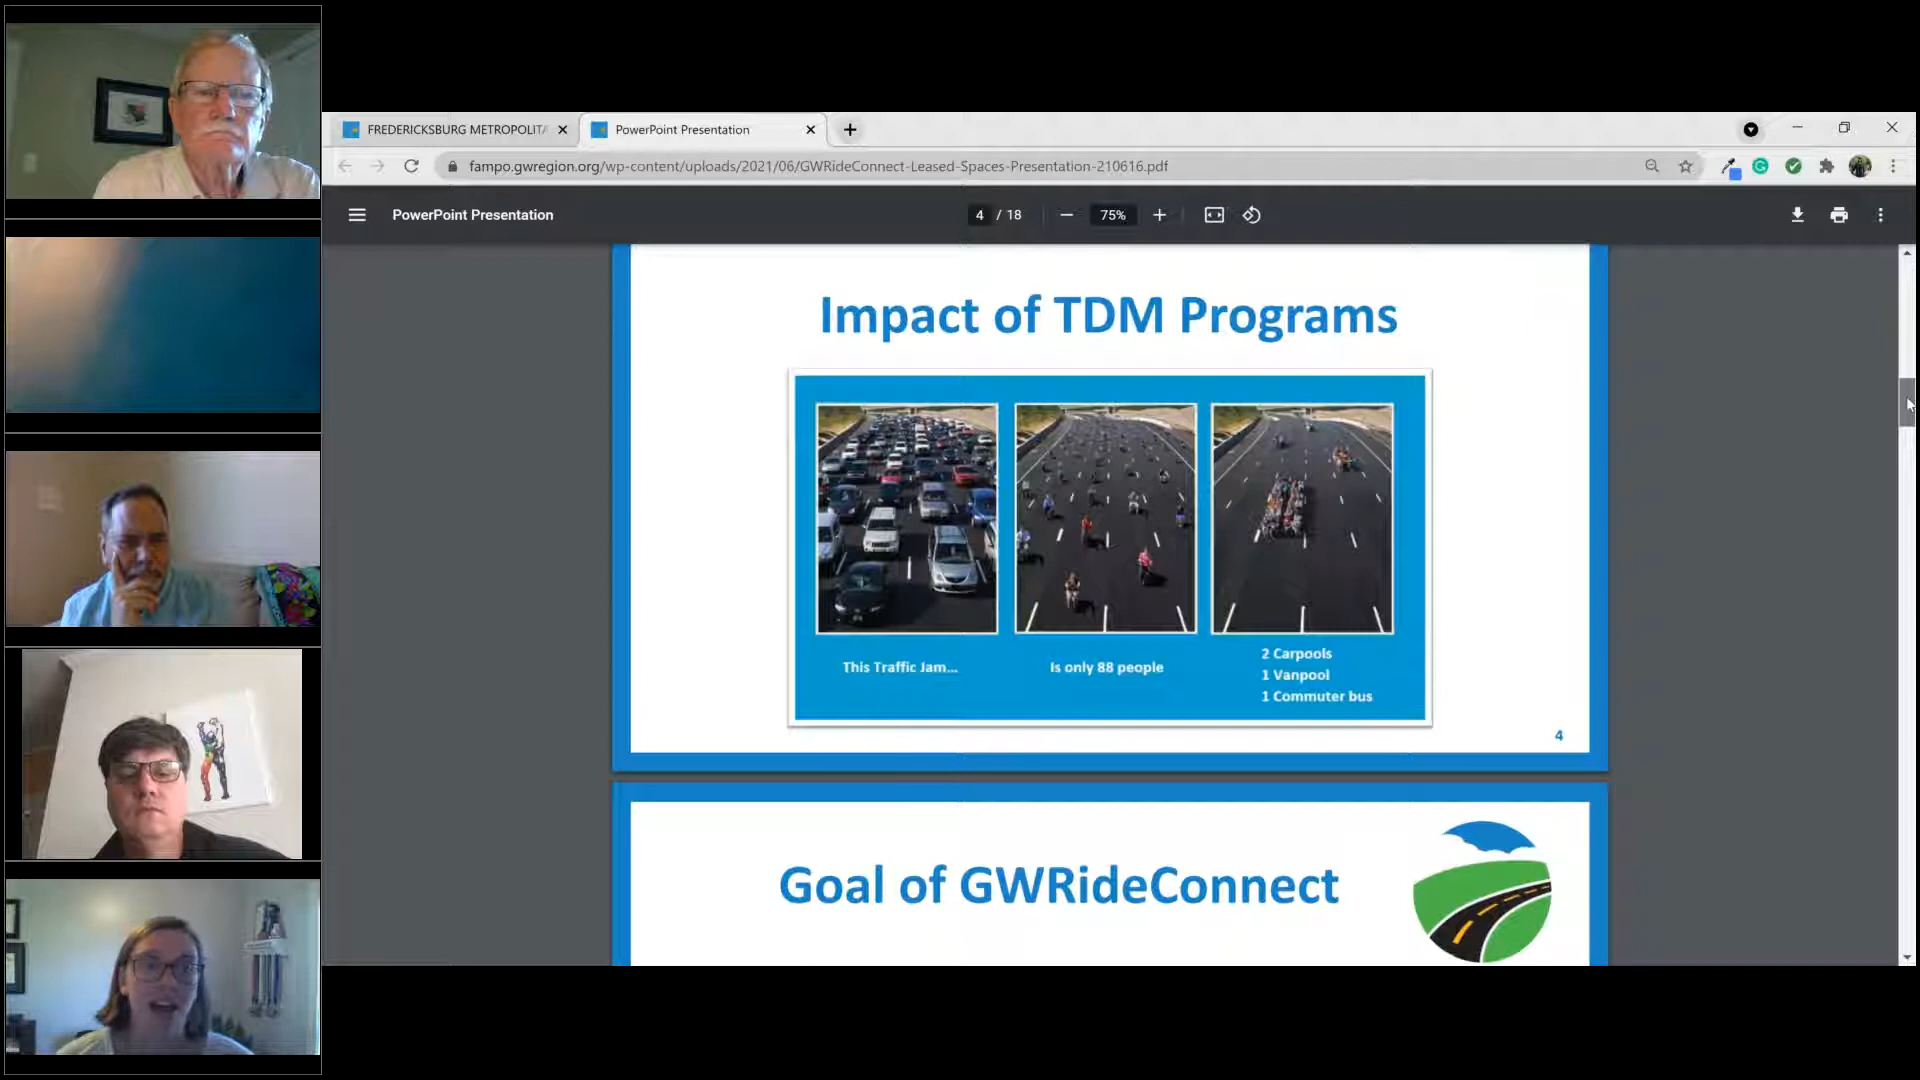 FREDERICKSBURG METROPOLITA
PowerPoint Presentation
fampo.gwregion.org/wp-content/uploads/2021/06/GWRideConnect-Leased-Spaces-Presentation-210616.pdf
PowerPoint Presentation
4 / 18
75%
Impact of TDM Programs
This Traffic Jam...
Is only 88 people
2 Carpools
1 Vanpool
1 Commuter bus
4
Goal of GWRideConnect